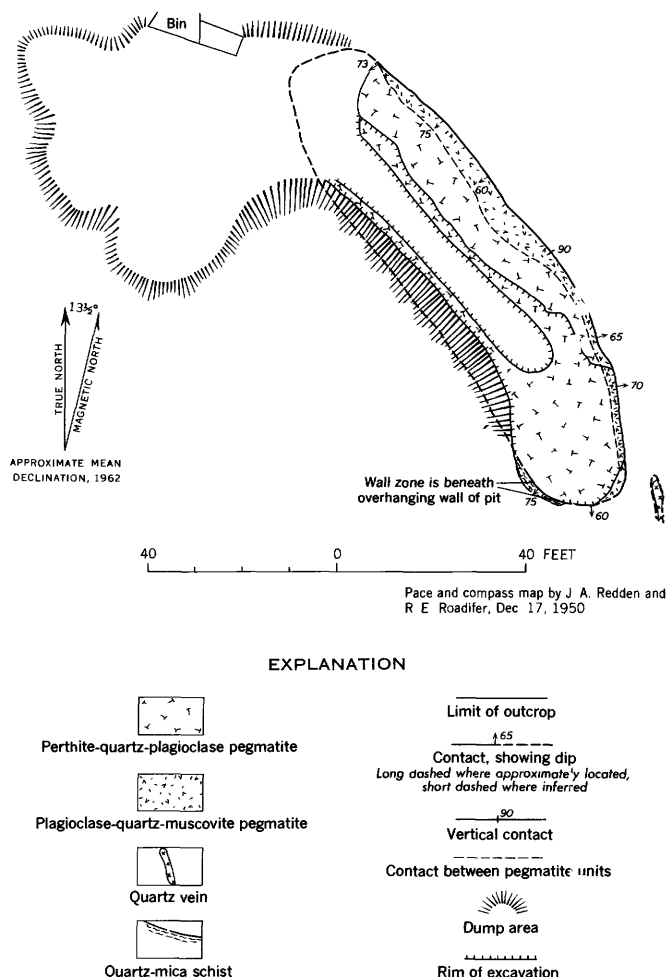 Bin
73
75
60
90
65
70
13½°
TRUE NORTH
MAGNETIC NORTH
APPROXIMATE MEAN
DECLINATION, 1962
Wall zone is beneath
overhanging wall of pit
75
60
40 0 40 FEET
Pace and compass map by J A. Redden and
R E Roadifer, Dec 17, 1950
EXPLANATION
Perthite-quartz-plagioclase pegmatite
Plagioclase-quartz-muscovite pegmatite
Quartz vein
Quartz-mica schist
Limit of outcrop
65
Contact, showing dip
Long dashed where approximately located,
short dashed where inferred
90
Vertical contact
Contact between pegmatite units
Dump area
Rim of excavation